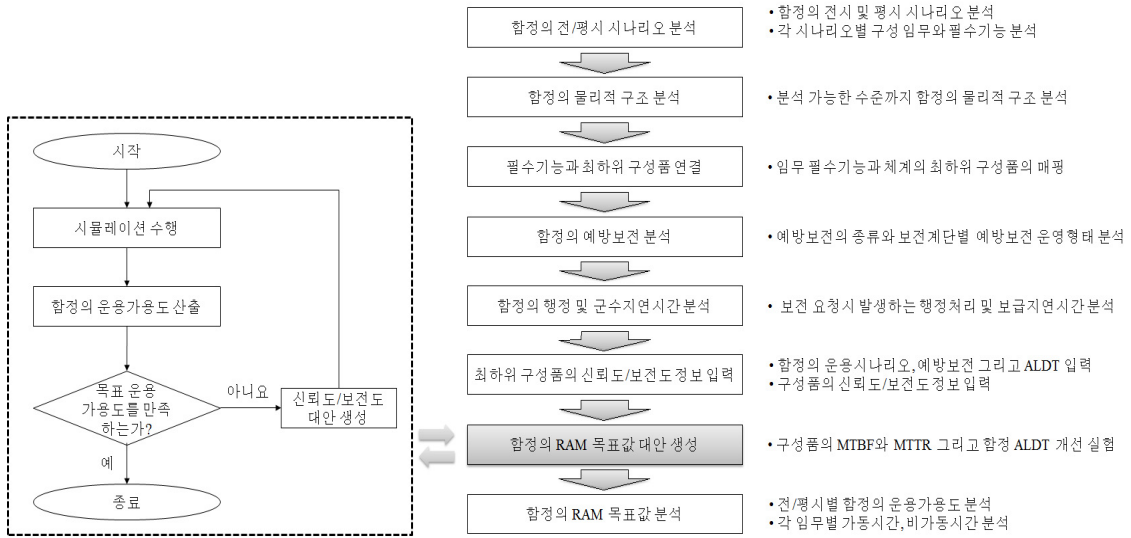 함정의 전/평시 시나리오 분석
• 함정의 전시 및 평시 시나리오 분석
• 각 시나리오별 구성 임무와 필수기능 분석
함정의 물리적 구조 분석
• 분석 가능한 수준까지 함정의 물리적 구조 분석
필수기능과 최하위 구성품 연결
• 임무 필수기능과 체계의 최하위 구성품의 매핑
함정의 예방보전 분석
• 예방보전의 종류와 보전계단별 예방보전 운영형태 분석
함정의 행정 및 군수지연시간 분석
• 보전 요청시 발생하는 행정처리 및 보급지연시간 분석
최하위 구성품의 신뢰도/보전도정보 입력
• 함정의 운용시나리오, 예방보전 그리고 ALDT 입력
• 구성품의 신뢰도/보전도정보 입력
함정의 RAM 목표값 대안 생성
• 구성품의 MTBF와 MTTR 그리고 함정 ALDT 개선 실험
함정의 RAM 목표값 분석
• 전/평시별 함정의 운용가용도 분석
• 각 임무별 가동시간, 비가동시간 분석
시작
시뮬레이션 수행
함정의 운용가용도 산출
목표 운용
가용도를 만족
하는가?
아니요
신뢰도/보전도
대안 생성
예
종료